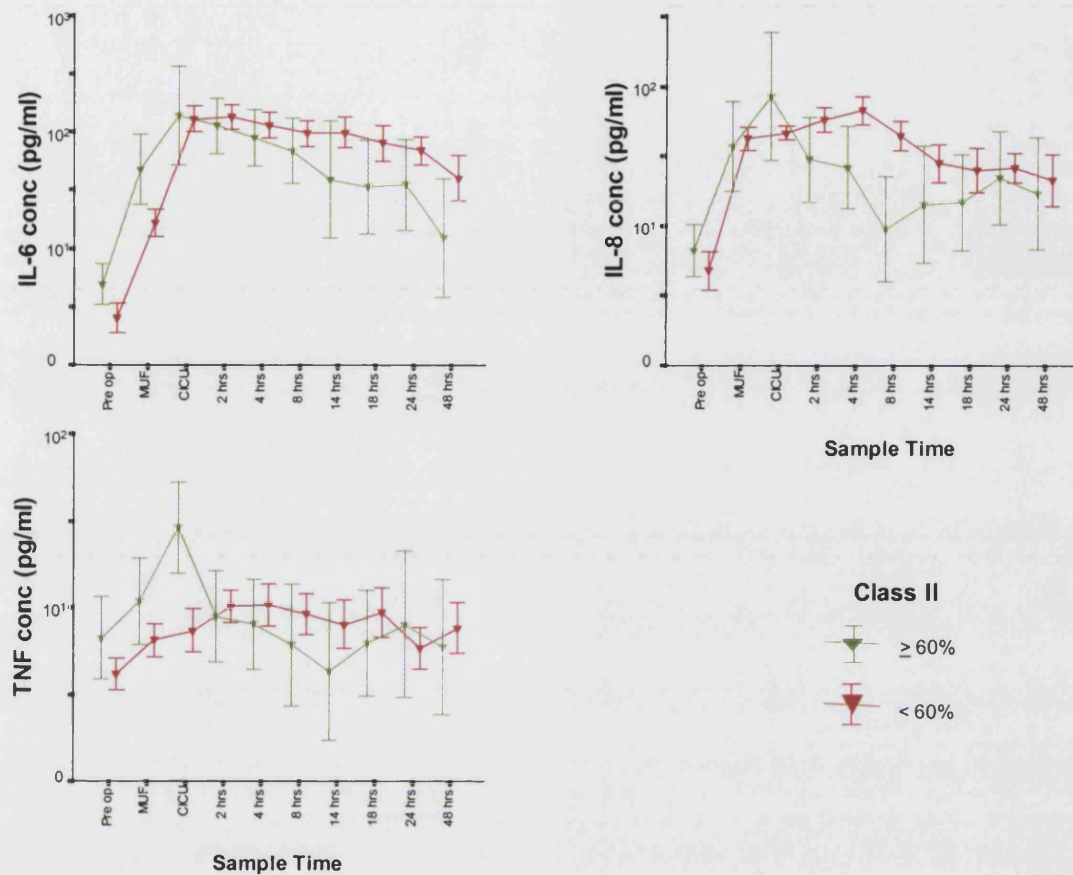 IL-6 conc (pg/ml)
10³
10²
10¹
0
Pre op
MUF
CICU
2 hrs
4 hrs
8 hrs
14 hrs
18 hrs
24 hrs
48 hrs
IL-8 conc (pg/ml)
10²
10¹
0
Pre op
MUF
CICU
2 hrs
4 hrs
8 hrs
14 hrs
18 hrs
24 hrs
48 hrs
Sample Time
TNF conc (pg/ml)
10²
10¹
0
Pre op
MUF
CICU
2 hrs
4 hrs
8 hrs
14 hrs
18 hrs
24 hrs
48 hrs
Sample Time
Class II
≥ 60%
< 60%